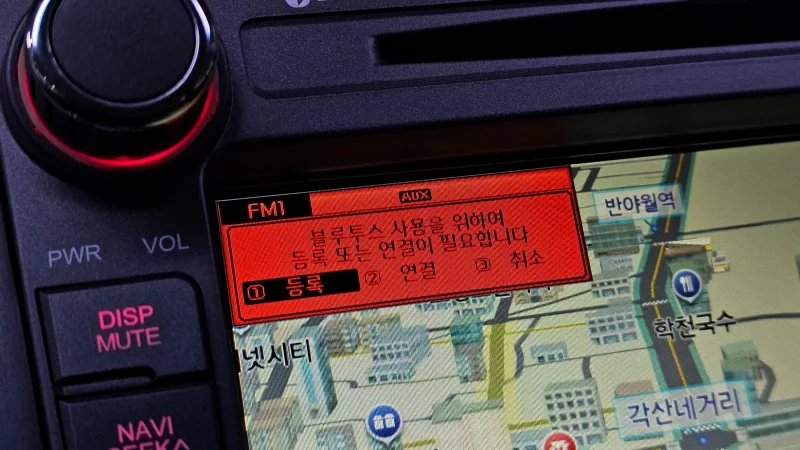 FM1 AUX
블루투스 사용을 위하여
등록 또는 연결이 필요합니다
① 등록 ② 연결 ③ 취소
반야월역
학천국수
넷시티
각산네거리
PWR VOL
DISP
MUTE
NAVI
SEEK∧